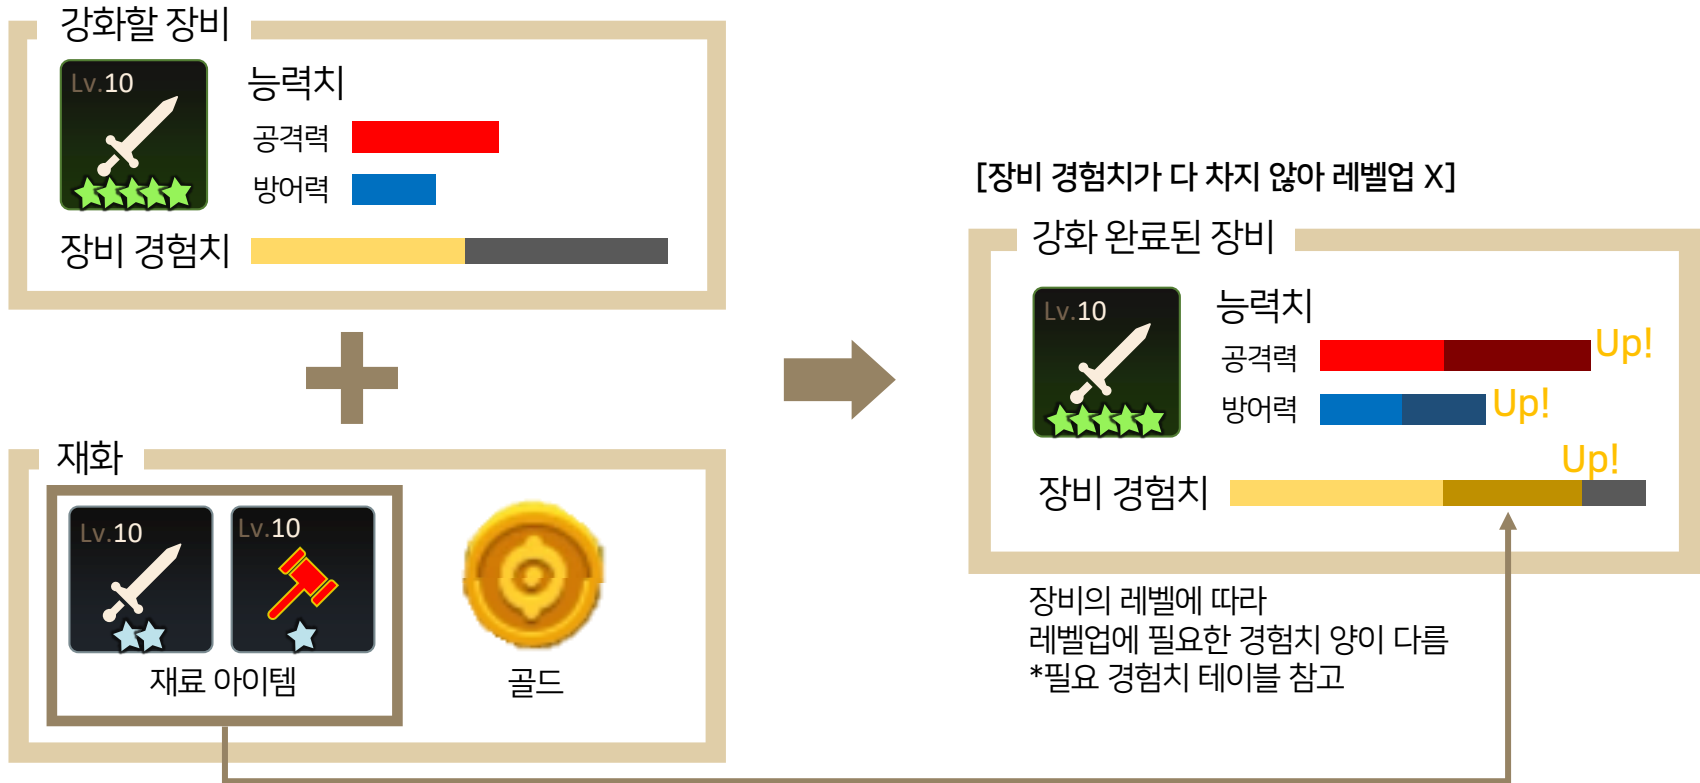 강화할 장비
Lv.10
능력치
공격력
방어력
장비 경험치
재화
Lv.10
Lv.10
재료 아이템
골드
[장비 경험치가 다 차지 않아 레벨업 X]
강화 완료된 장비
Lv.10
능력치
공격력
Up!
방어력
Up!
Up!
장비 경험치
장비의 레벨에 따라
레벨업에 필요한 경험치 양이 다름
*필요 경험치 테이블 참고